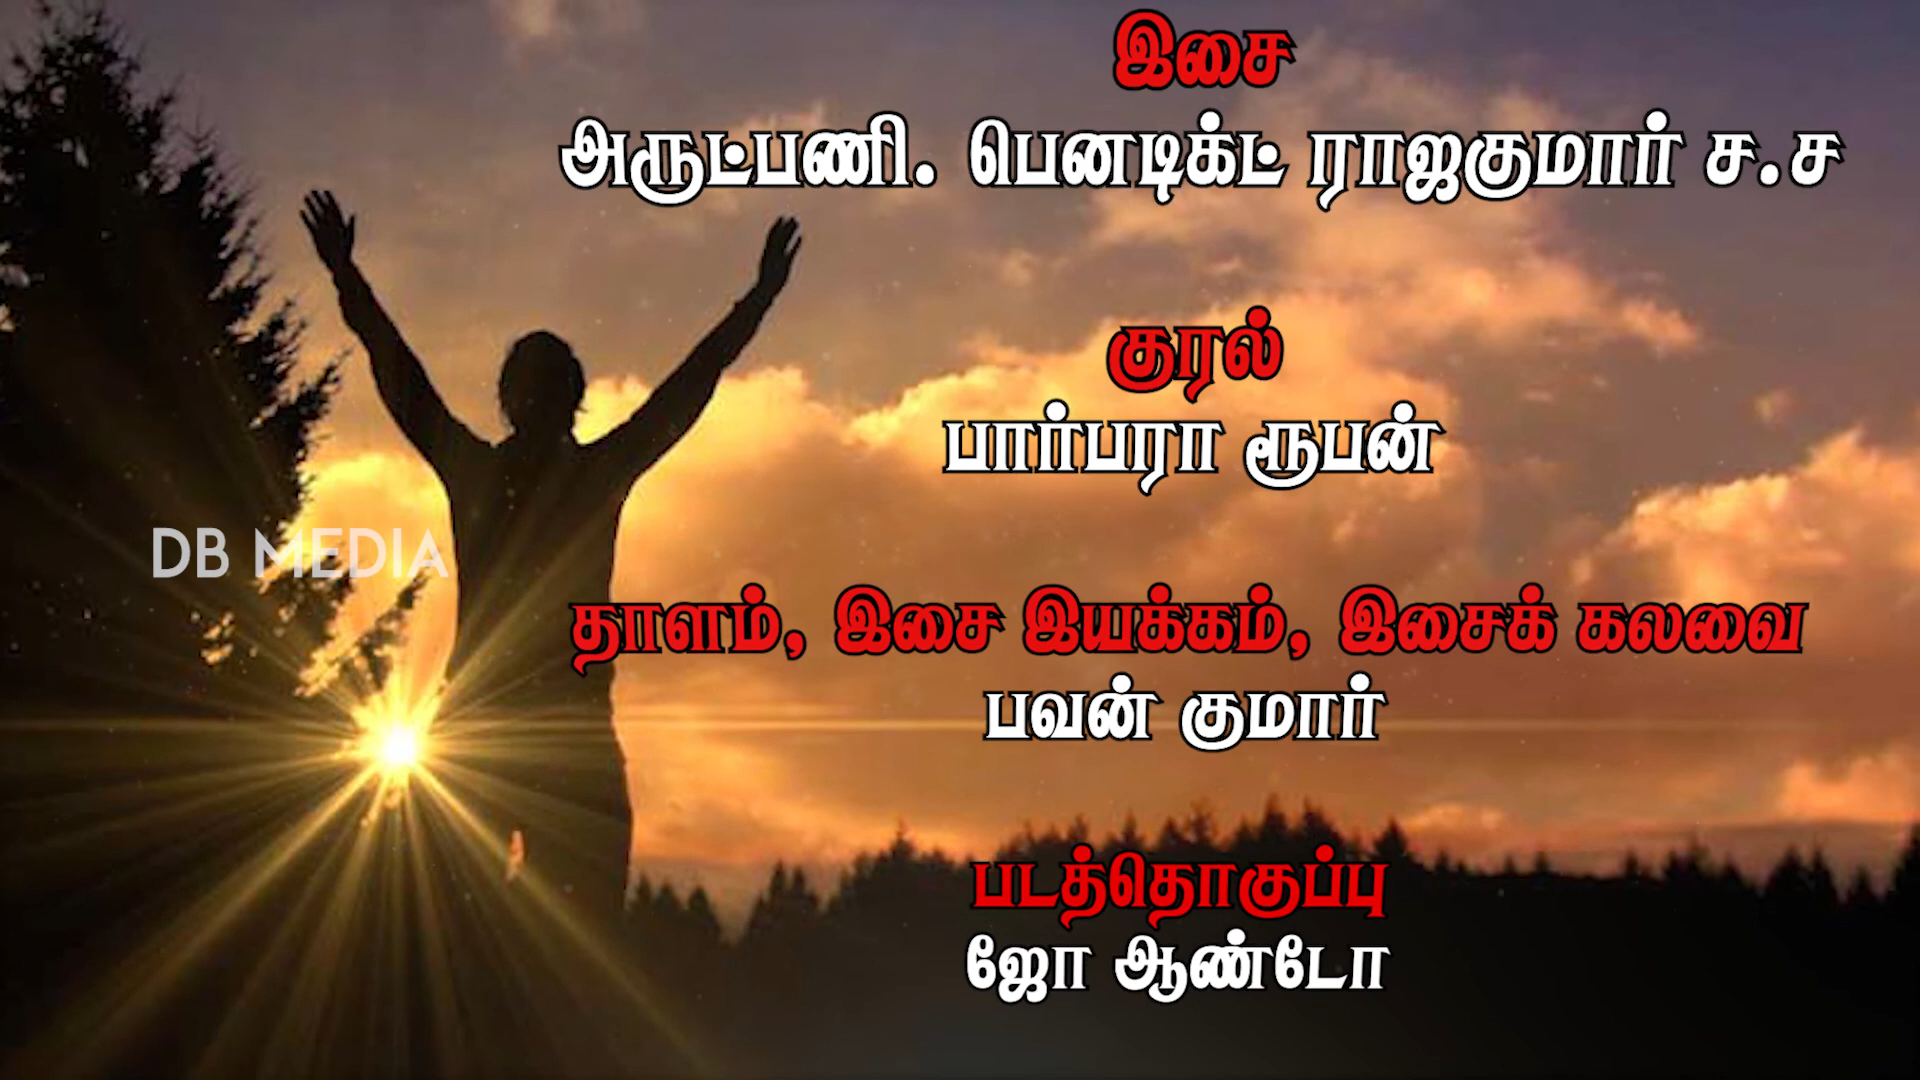 இசை
அருட்பணி. பெனடிக்ட் ராஜகுமார் ச.ச
குரல்
பார்பரா ரூபன்
DB MEDIA
தாளம், இசை இயக்கம், இசைக் கலவை
பவன் குமார்
படத்தொகுப்பு
ஜோ ஆண்டோ